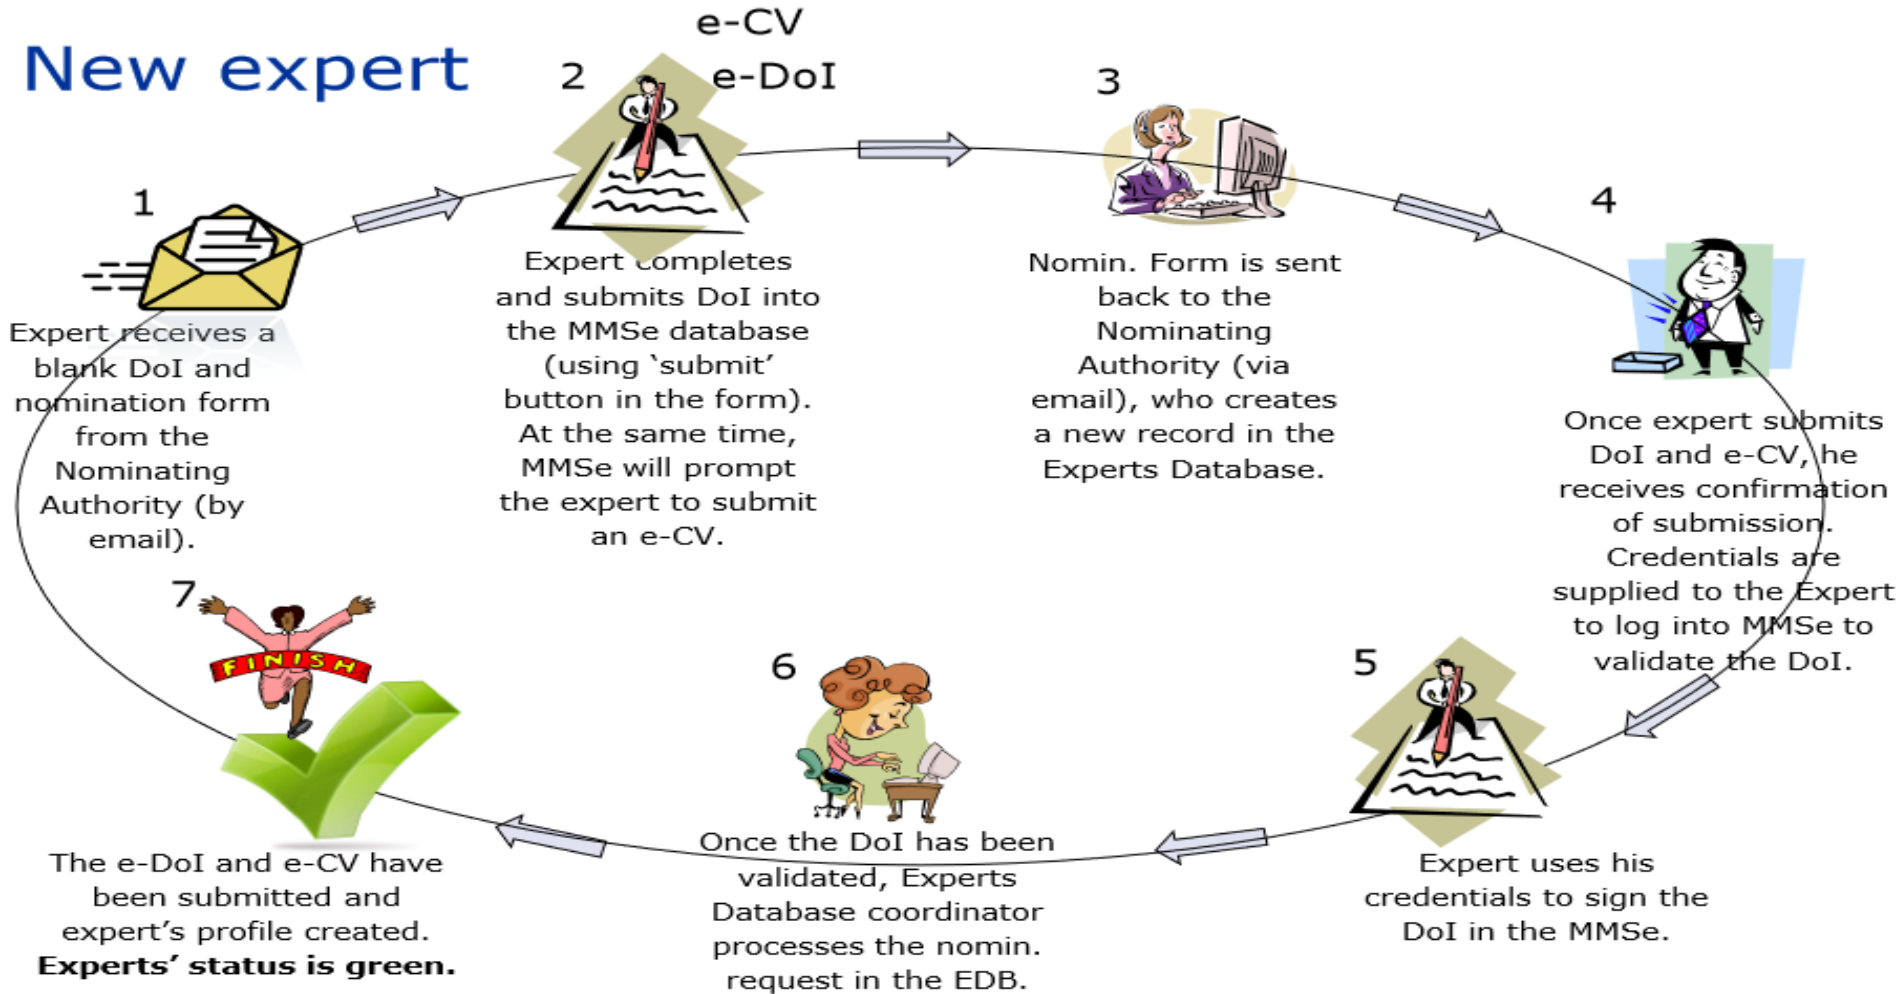 New expert
1
Expert receives a
blank DoI and
nomination form
from the
Nominating
Authority (by
email).
e-CV
e-DoI
2
Expert completes
and submits DoI into
the MMSe database
(using ‘submit’
button in the form).
At the same time,
MMSe will prompt
the expert to submit
an e-CV.
3
Nomin. Form is sent
back to the
Nominating
Authority (via
email), who creates
a new record in the
Experts Database.
4
Once expert submits
DoI and e-CV, he
receives confirmation
of submission.
Credentials are
supplied to the Expert
to log into MMSe to
validate the DoI.
5
Expert uses his
credentials to sign the
DoI in the MMSe.
6
Once the DoI has been
validated, Experts
Database coordinator
processes the nomin.
request in the EDB.
7
FINISH
The e-DoI and e-CV have
been submitted and
expert’s profile created.
Experts’ status is green.